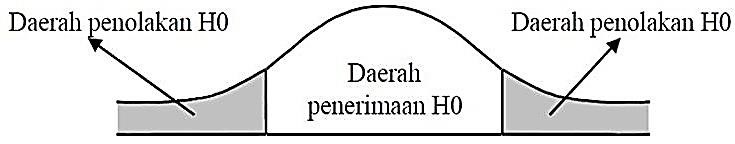 Daerah penolakan H0
Daerah penolakan H0
Daerah
penerimaan H0